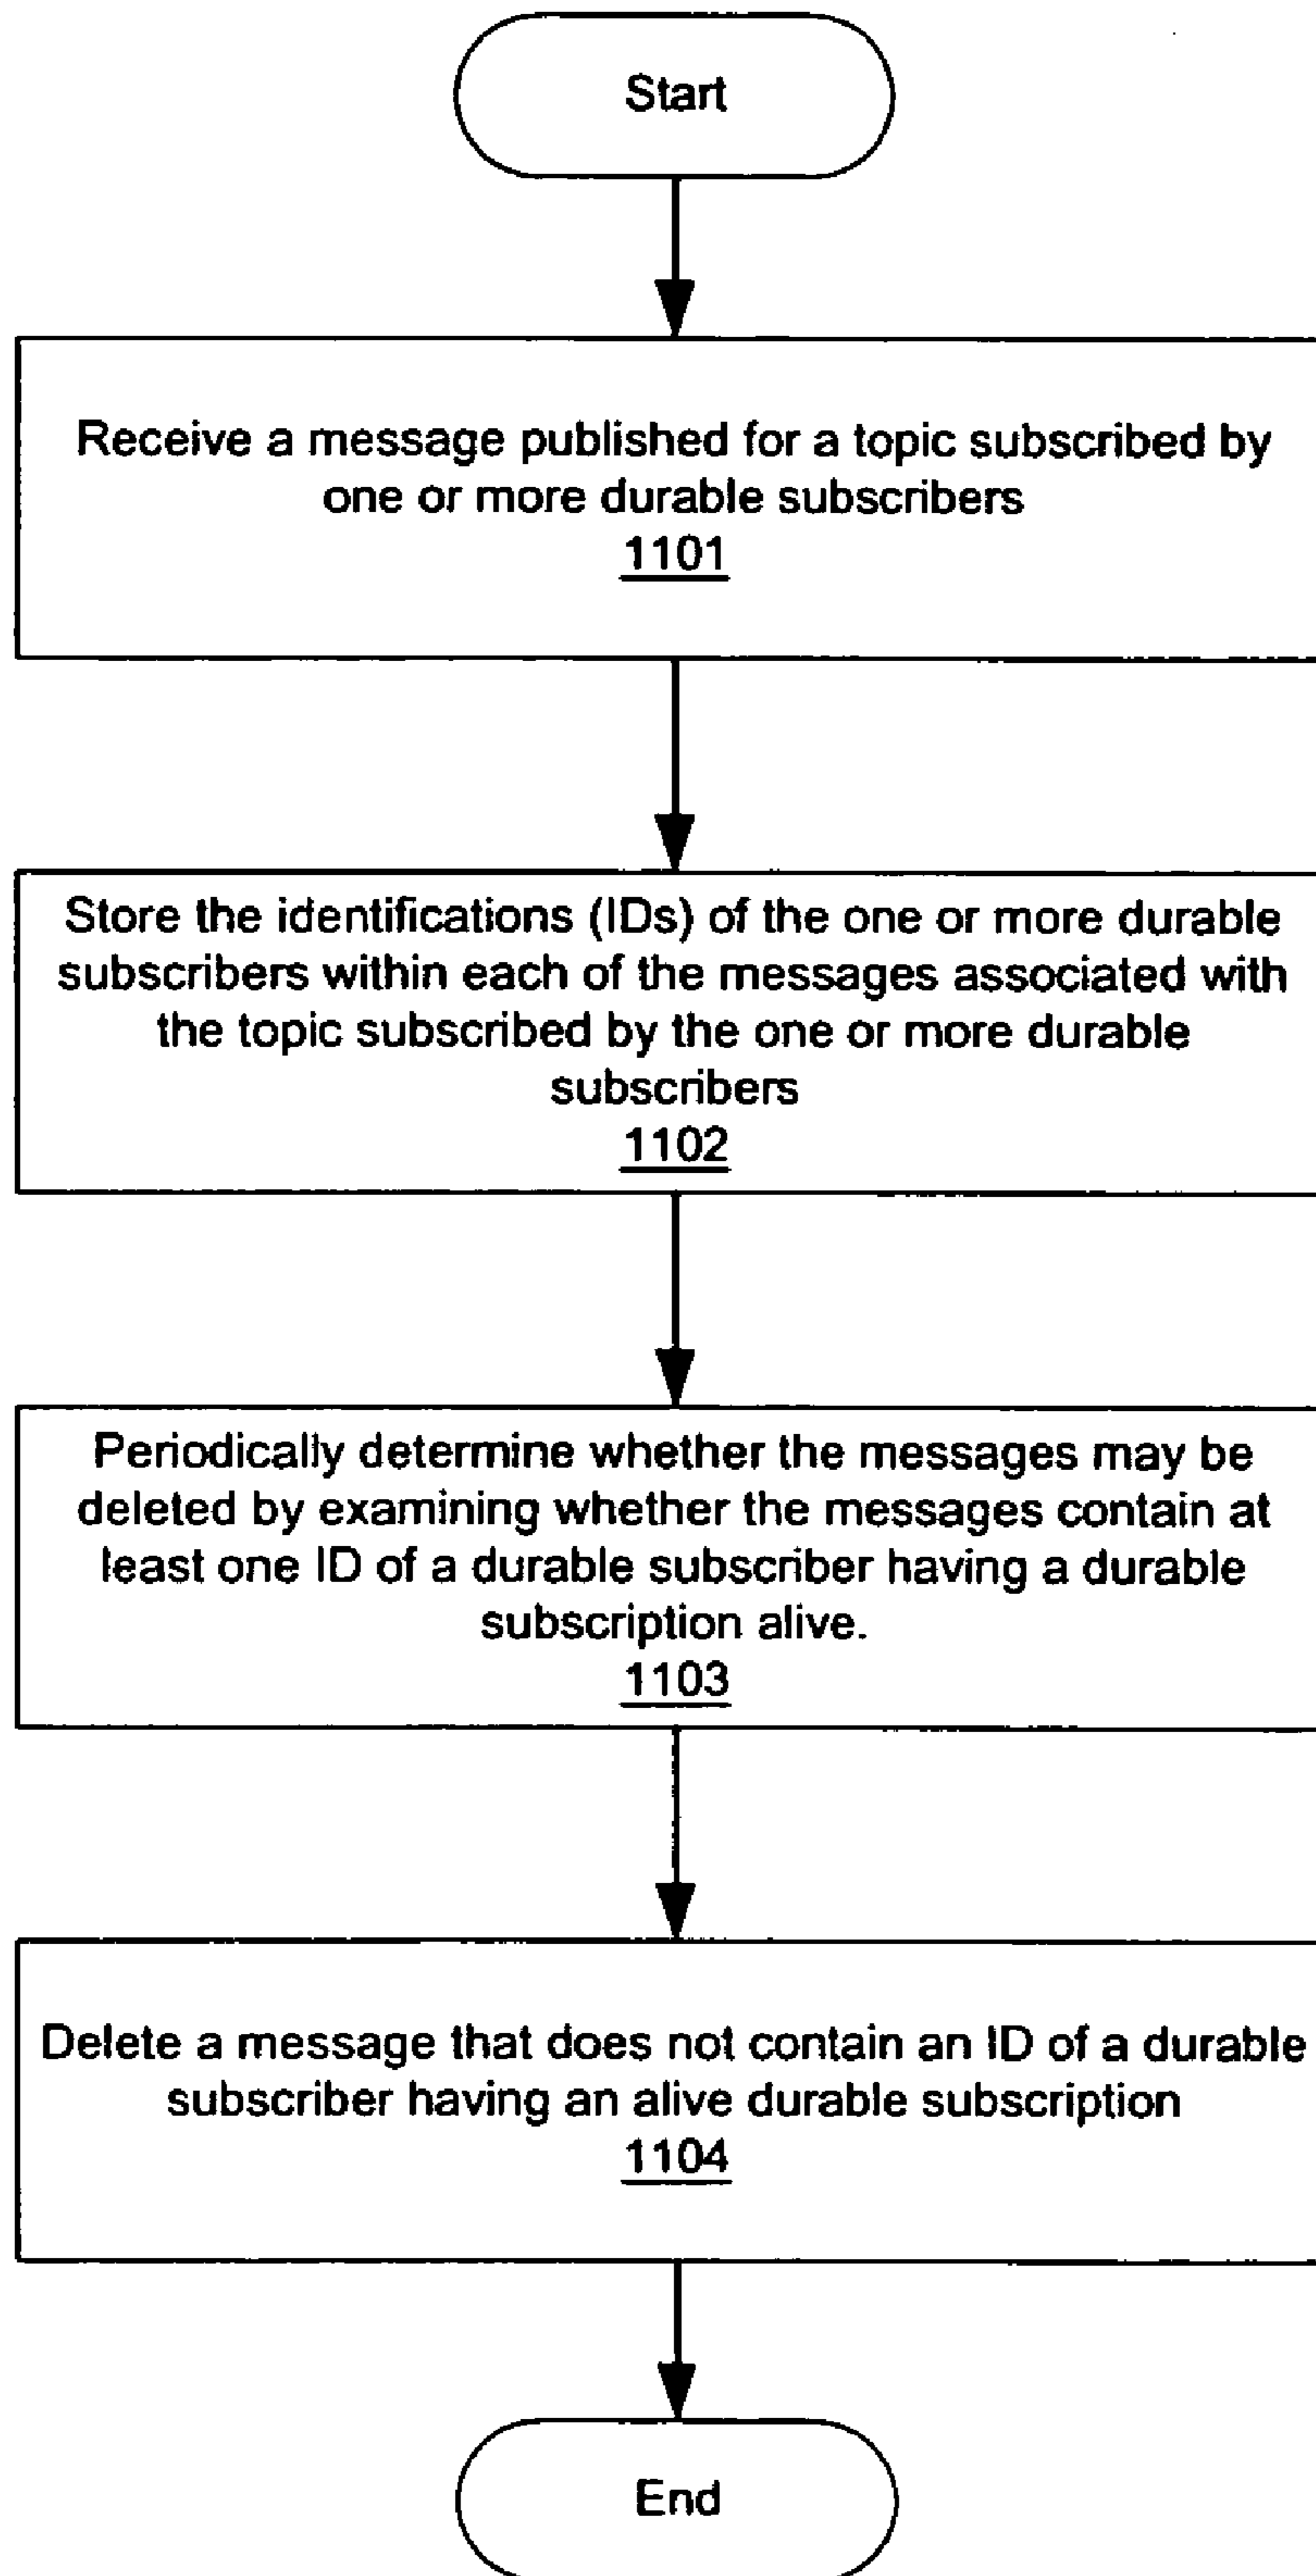 Start
Receive a message published for a topic subscribed by
one or more durable subscribers
1101
Store the identifications (IDs) of the one or more durable
subscribers within each of the messages associated with
the topic subscribed by the one or more durable
subscribers
1102
Periodically determine whether the messages may be
deleted by examining whether the messages contain at
least one ID of a durable subscriber having a durable
subscription alive.
1103
Delete a message that does not contain an ID of a durable
subscriber having an alive durable subscription
1104
End